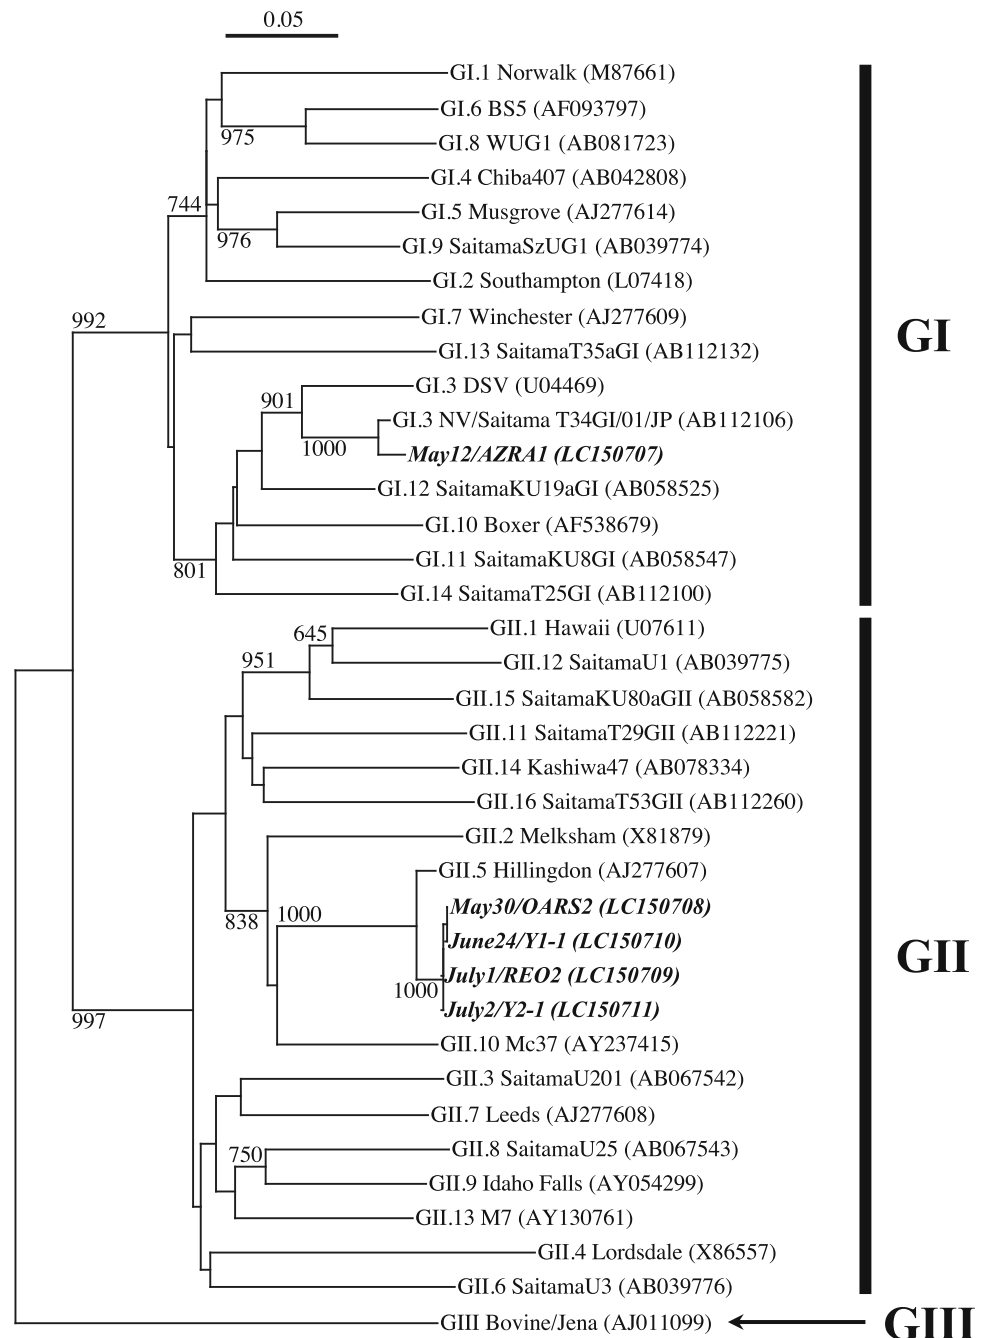 0.05
GI.1 Norwalk (M87661)
GI.6 BS5 (AF093797)
975
GI.8 WUG1 (AB081723)
GI.4 Chiba407 (AB042808)
744
GI.5 Musgrove (AJ277614)
976
GI.9 SaitamaSzUG1 (AB039774)
GI.2 Southampton (L07418)
992
GI.7 Winchester (AJ277609)
GI
GI.13 SaitamaT35aGI (AB112132)
GI.3 DSV (U04469)
901
GI.3 NV/Saitama T34GI/01/JP (AB112106)
1000
May12/AZRA1 (LC150707)
GI.12 SaitamaKU19aGI (AB058525)
GI.10 Boxer (AF538679)
GI.11 SaitamaKU8GI (AB058547)
801
GI.14 SaitamaT25GI (AB112100)
GII.1 Hawaii (U07611)
645
951
GII.12 SaitamaU1 (AB039775)
GII.15 SaitamaKU80aGII (AB058582)
GII.11 SaitamaT29GII (AB112221)
GII.14 Kashiwa47 (AB078334)
GII.16 SaitamaT53GII (AB112260)
GII.2 Melksham (X81879)
GII.5 Hillingdon (AJ277607)
May30/OARS2 (LC150708)
838
1000
June24/Y1-1 (LC150710)
GII
July1/REO2 (LC150709)
1000
July2/Y2-1 (LC150711)
997
GII.10 Mc37 (AY237415)
GII.3 SaitamaU201 (AB067542)
GII.7 Leeds (AJ277608)
750
GII.8 SaitamaU25 (AB067543)
GII.9 Idaho Falls (AY054299)
GII.13 M7 (AY130761)
GII.4 Lordsdale (X86557)
GII.6 SaitamaU3 (AB039776)
GIII Bovine/Jena (AJ011099)
GIII